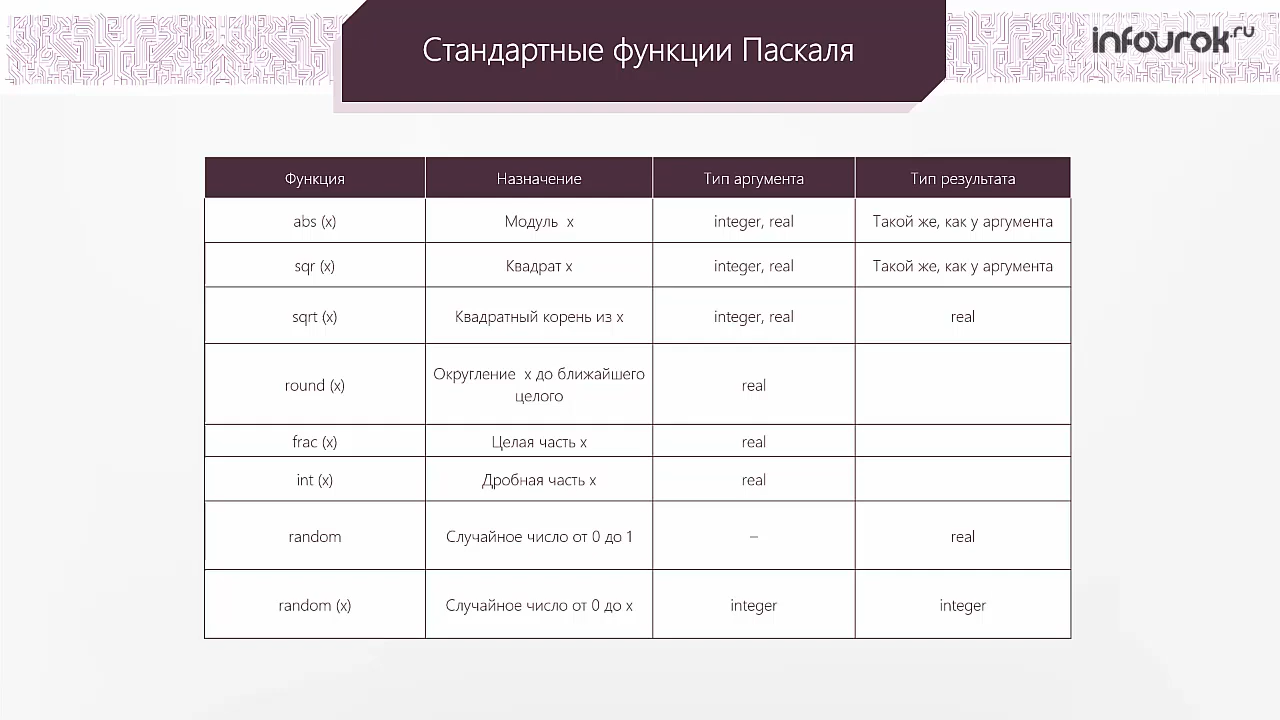 Стандартные функции Паскаля
infourok.ru
Функция Назначение Тип аргумента Тип результата
abs (x) Модуль x integer, real Такой же, как у аргумента
sqr (x) Квадрат x integer, real Такой же, как у аргумента
sqrt (x) Квадратный корень из x integer, real real
round (x) Округление x до ближайшего целого real
frac (x) Целая часть x real
int (x) Дробная часть x real
random Случайное число от 0 до 1 – real
random (x) Случайное число от 0 до x integer integer